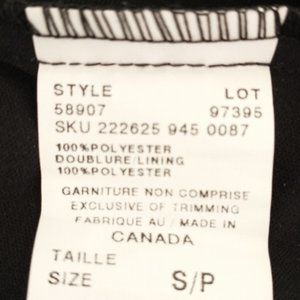 STYLE LOT
58907 97395
SKU 222625 945 0087
100%POLYESTER
DOUBLURE/LINING
100%POLYESTER
GARNITURE NON COMPRISE
EXCLUSIVE OF TRIMMING
FABRIQUE AU / MADE IN
CANADA
TAILLE
SIZE S/P